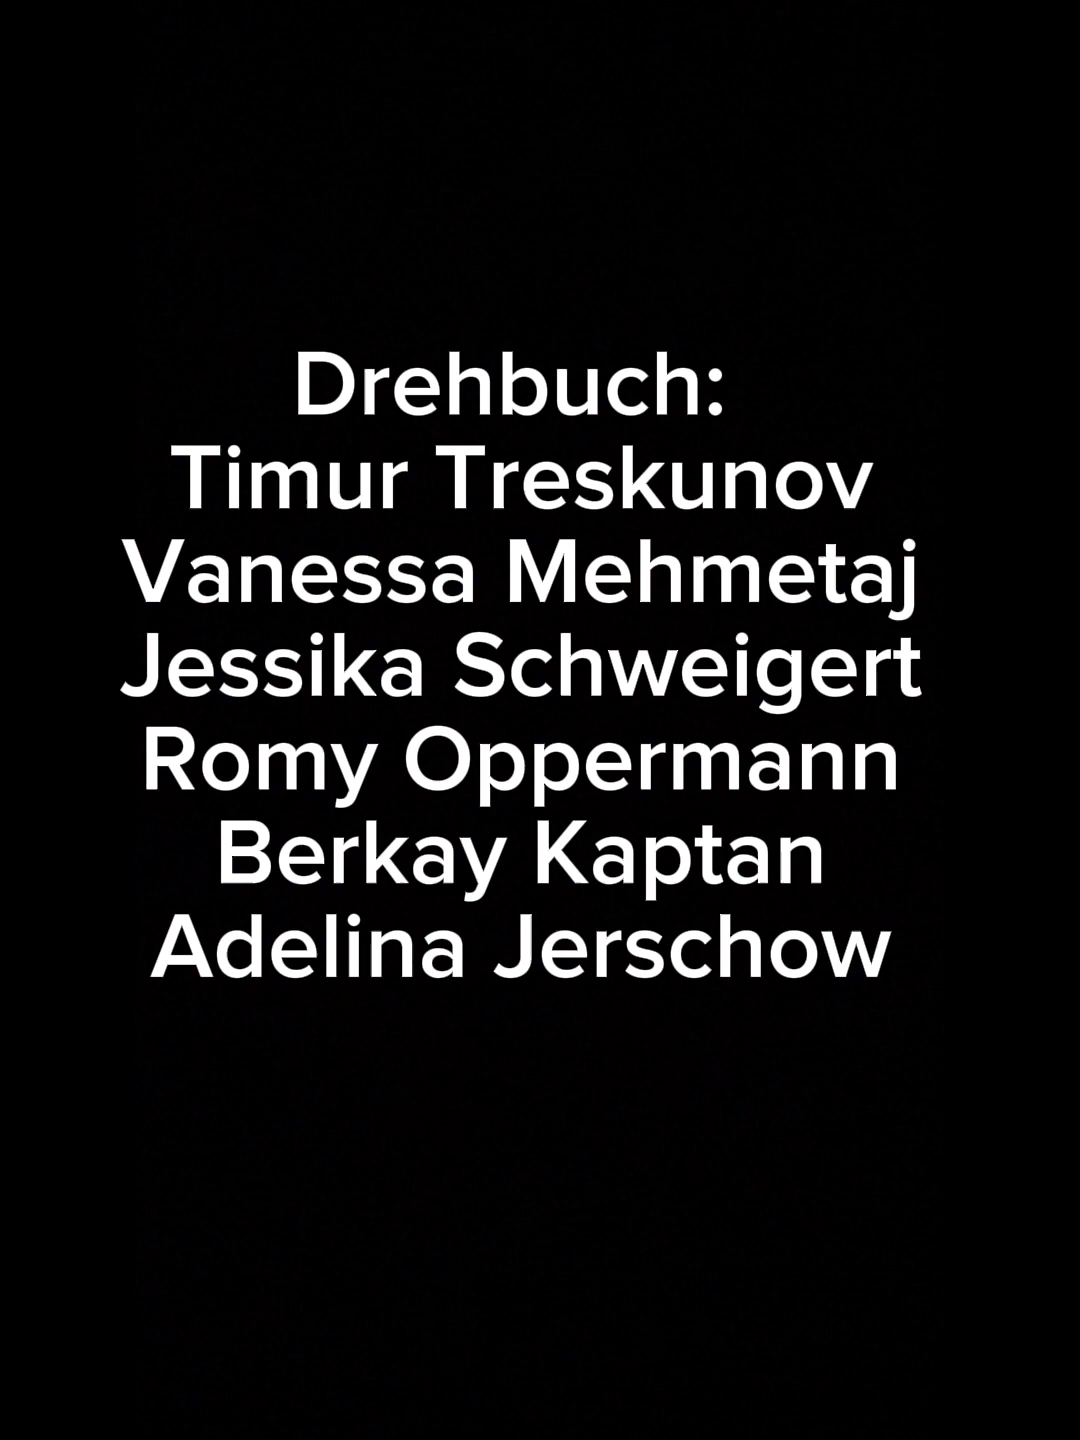 Drehbuch:
Timur Treskunov
Vanessa Mehmetaj
Jessika Schweigert
Romy Oppermann
Berkay Kaptan
Adelina Jerschow